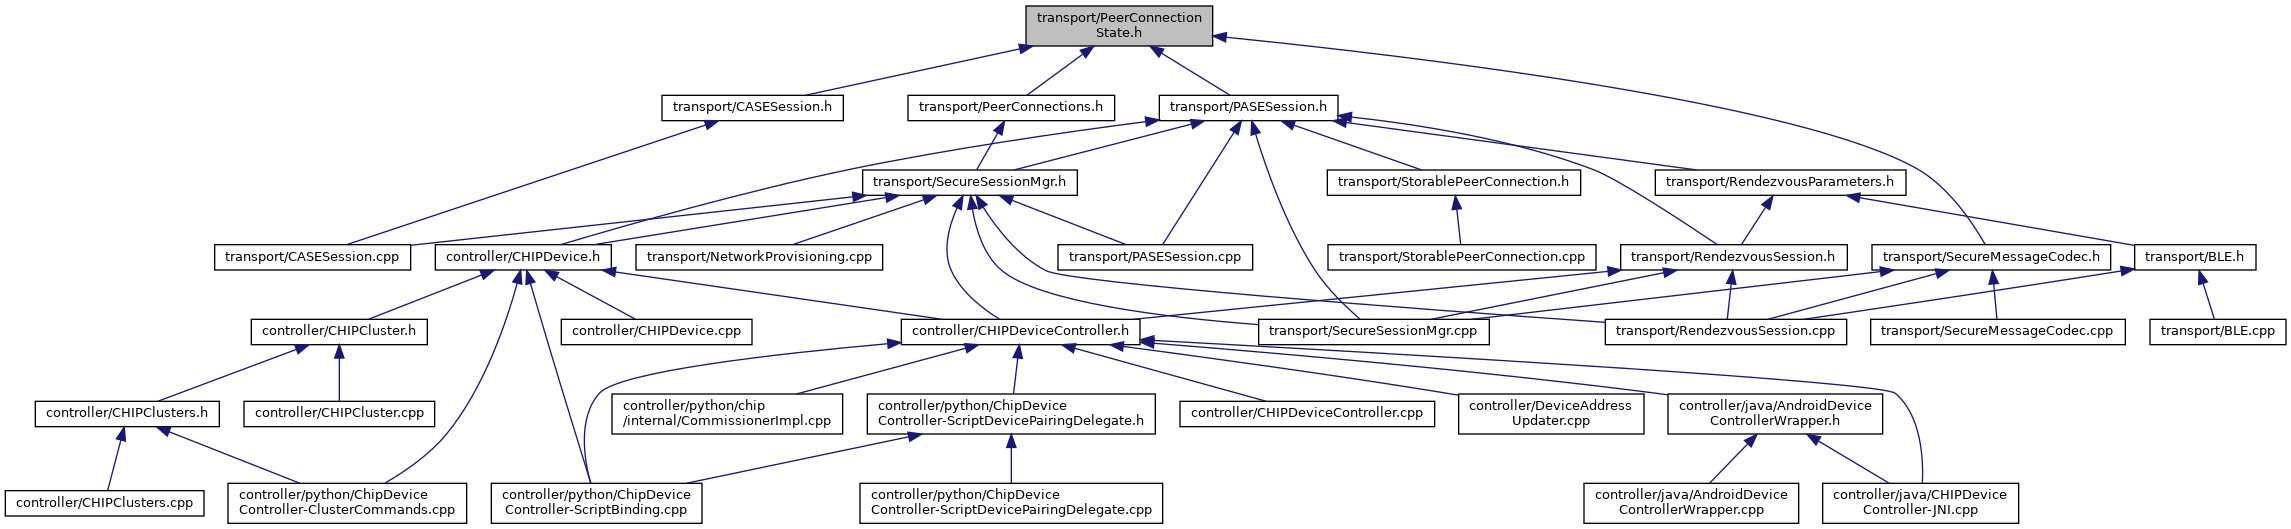 transport/PeerConnection
State.h
transport/CASESession.h
transport/PeerConnections.h
transport/PASESession.h
transport/SecureSessionMgr.h
transport/StorablePeerConnection.h
transport/RendezvousParameters.h
transport/CASESession.cpp
controller/CHIPDevice.h
transport/NetworkProvisioning.cpp
transport/PASESession.cpp
transport/StorablePeerConnection.cpp
transport/RendezvousSession.h
transport/SecureMessageCodec.h
transport/BLE.h
controller/CHIPCluster.h
controller/CHIPDevice.cpp
controller/CHIPDeviceController.h
transport/SecureSessionMgr.cpp
transport/RendezvousSession.cpp
transport/SecureMessageCodec.cpp
transport/BLE.cpp
controller/CHIPClusters.h
controller/CHIPCluster.cpp
controller/python/chip
/internal/CommissionerImpl.cpp
controller/python/ChipDevice
Controller-ScriptDevicePairingDelegate.h
controller/CHIPDeviceController.cpp
controller/DeviceAddress
Updater.cpp
controller/java/AndroidDevice
ControllerWrapper.h
controller/CHIPClusters.cpp
controller/python/ChipDevice
Controller-ClusterCommands.cpp
controller/python/ChipDevice
Controller-ScriptBinding.cpp
controller/python/ChipDevice
Controller-ScriptDevicePairingDelegate.cpp
controller/java/AndroidDevice
ControllerWrapper.cpp
controller/java/CHIPDevice
Controller-JNI.cpp